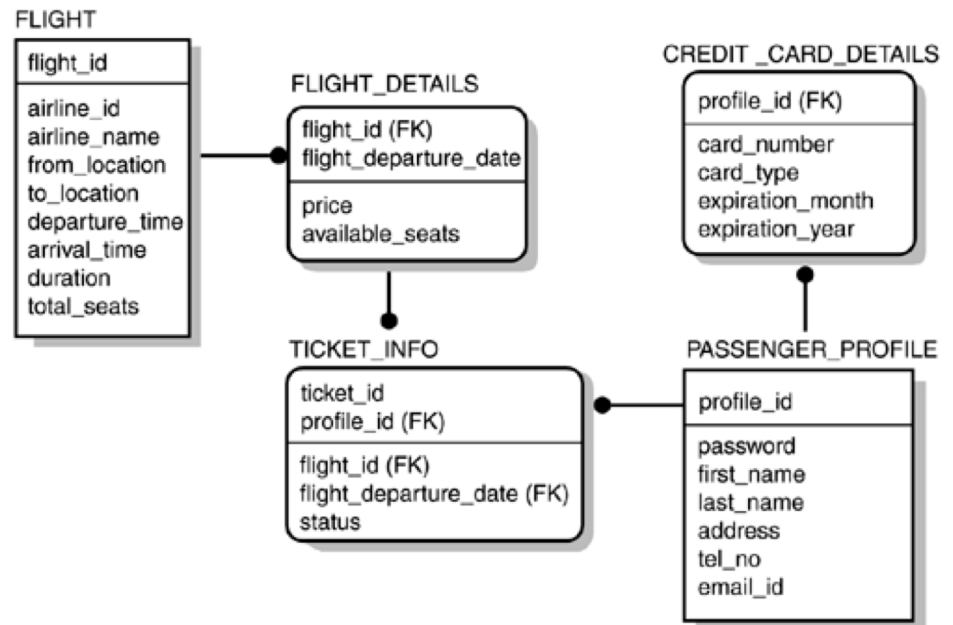 FLIGHT
flight_id
airline_id
airline_name
from_location
to_location
departure_time
arrival_time
duration
total_seats
FLIGHT_DETAILS
flight_id (FK)
flight_departure_date
price
available_seats
CREDIT _CARD_DETAILS
profile_id (FK)
card_number
card_type
expiration_month
expiration_year
TICKET_INFO
ticket_id
profile_id (FK)
flight_id (FK)
flight_departure_date (FK)
status
PASSENGER_PROFILE
profile_id
password
first_name
last_name
address
tel_no
email_id